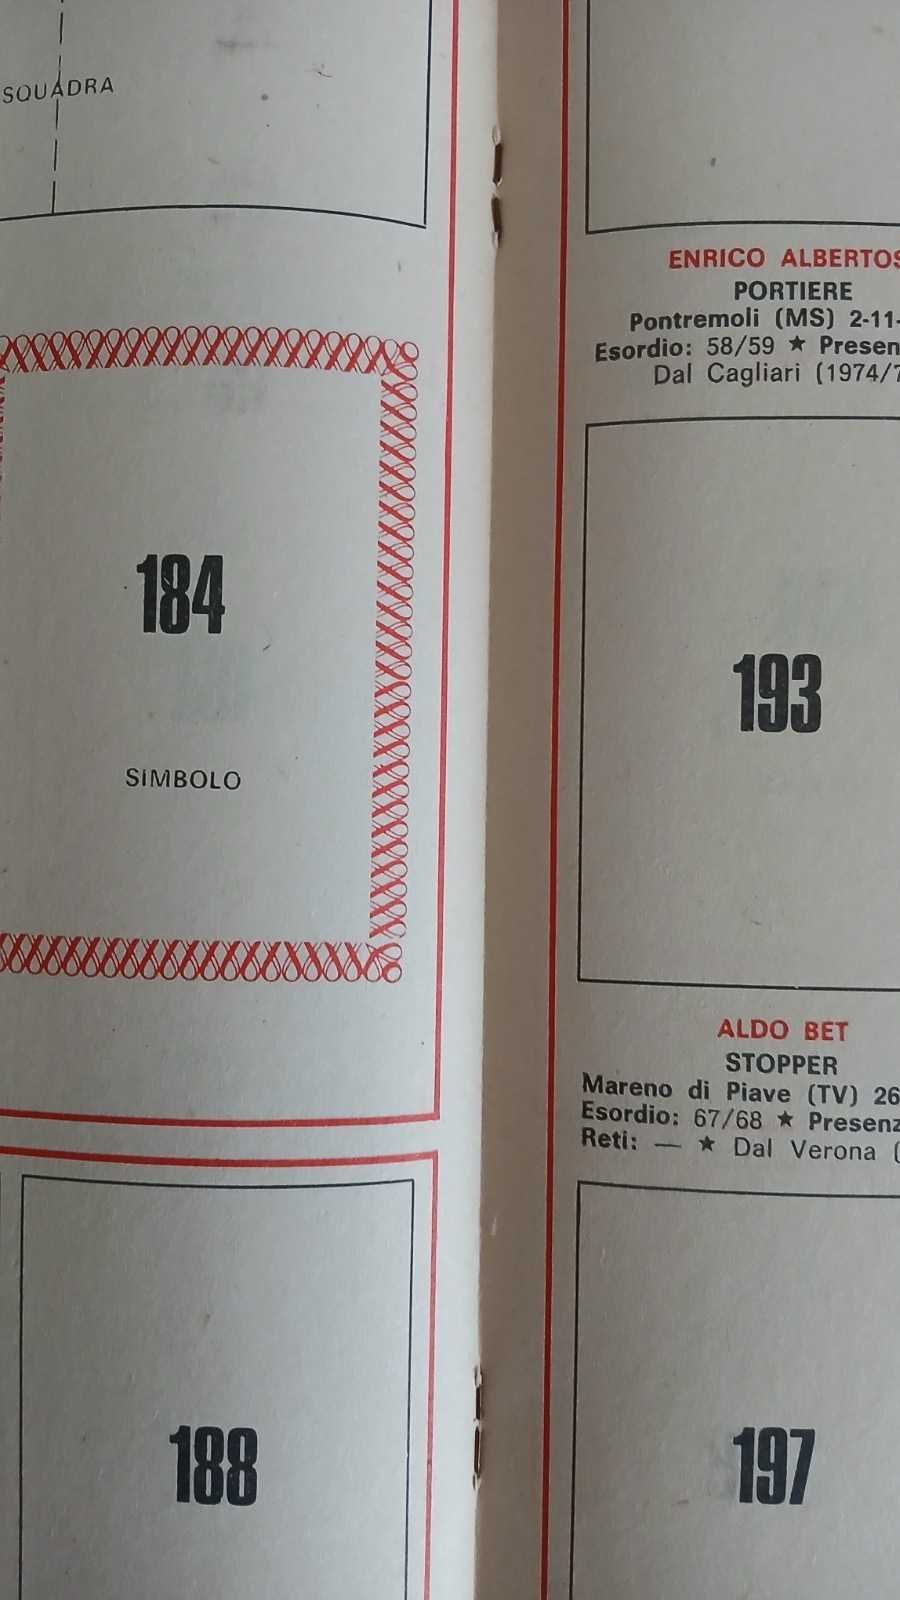 SQUADRA
184
SIMBOLO
188
ENRICO ALBERTOS
PORTIERE
Pontremoli (MS) 2-11-
Esordio: 58/59 ★ Presen
Dal Cagliari (1974/7
193
ALDO BET
STOPPER
Mareno di Piave (TV) 26
Esordio: 67/68 ★ Presenz
Reti: — ★ Dal Verona (
197